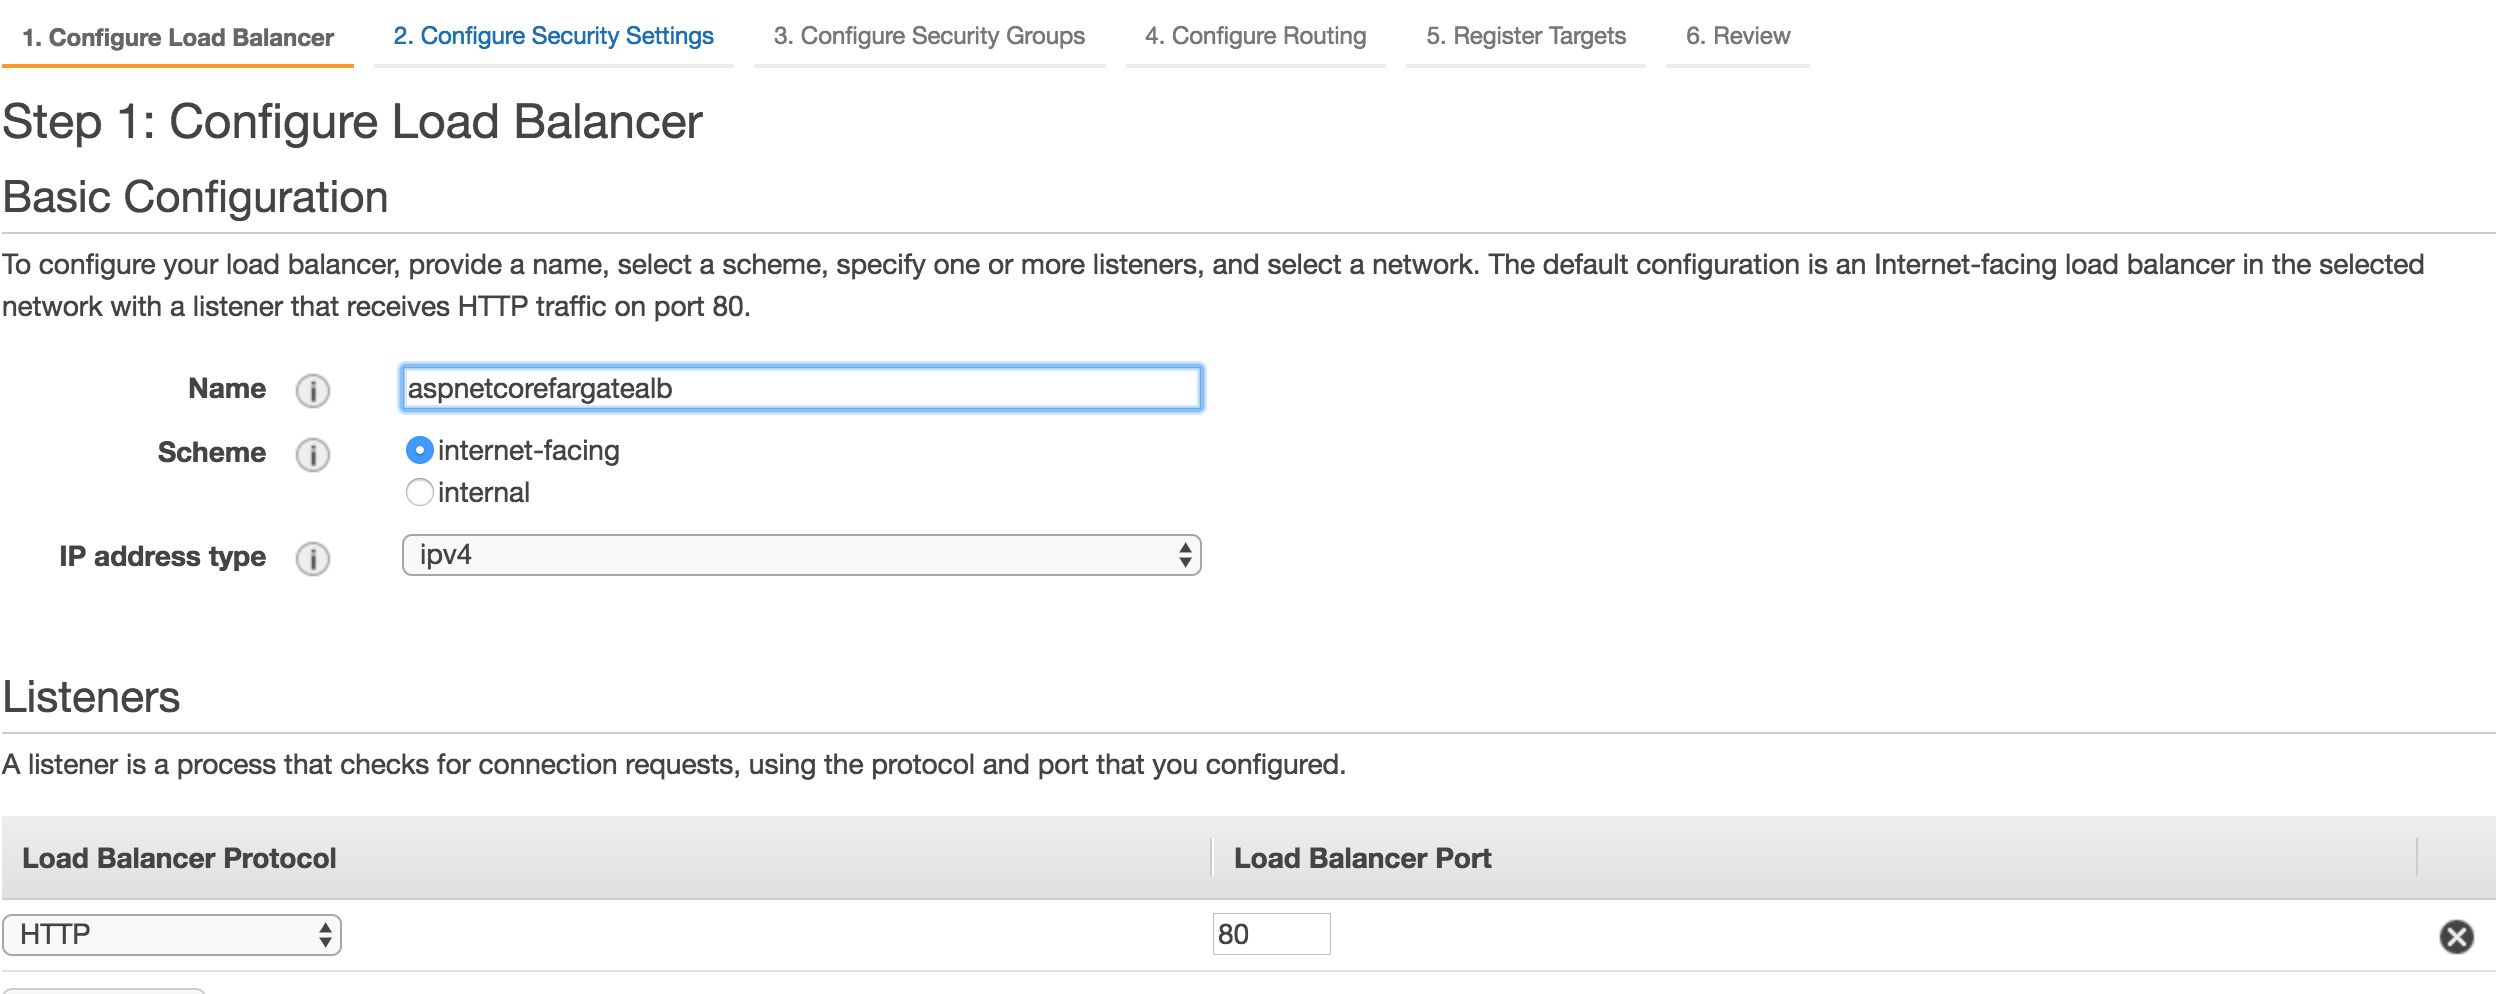 1. Configure Load Balancer 2. Configure Security Settings 3. Configure Security Groups 4. Configure Routing 5. Register Targets 6. Review
Step 1: Configure Load Balancer
Basic Configuration
To configure your load balancer, provide a name, select a scheme, specify one or more listeners, and select a network. The default configuration is an Internet-facing load balancer in the selected
network with a listener that receives HTTP traffic on port 80.
Name i aspnetcorefargatealb
Scheme i internet-facing
internal
IP address type i ipv4
Listeners
A listener is a process that checks for connection requests, using the protocol and port that you configured.
Load Balancer Protocol Load Balancer Port
HTTP 80